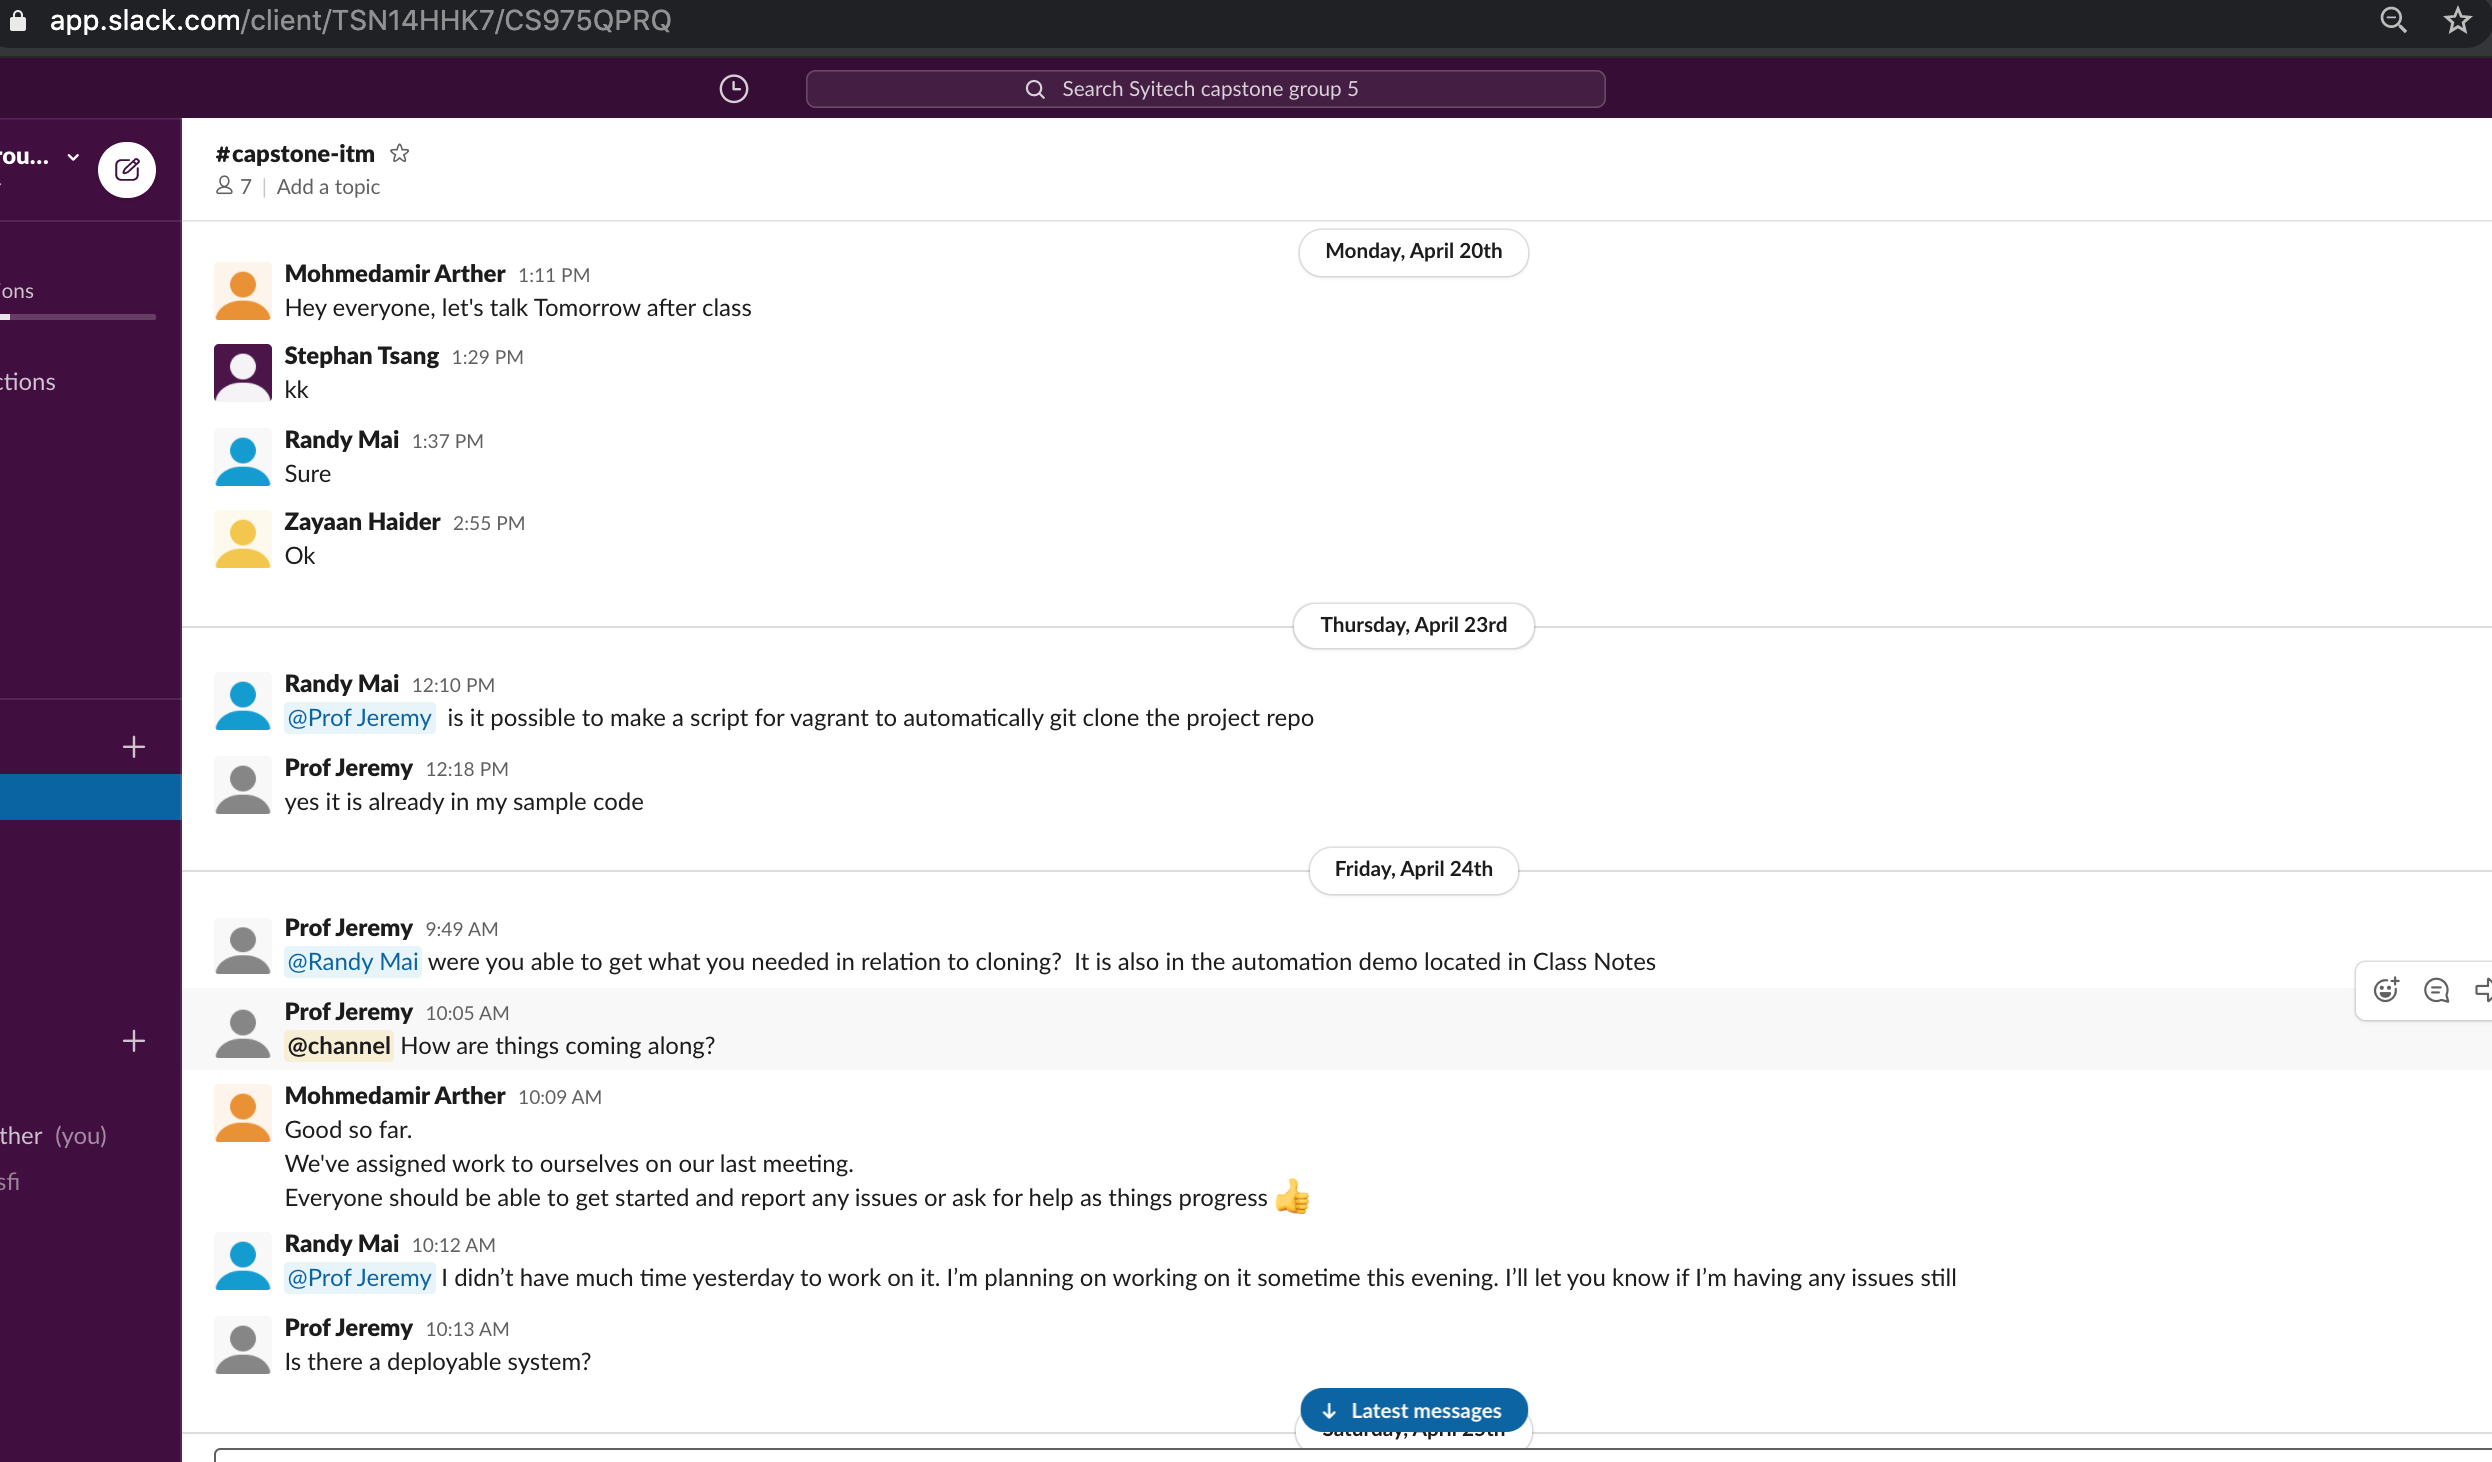 app.slack.com/client/TSN14HHK7/CS975QPRQ
Search Syitech capstone group 5
rou...
ions
ctions
ther (you)
sfi
#capstone-itm
7 | Add a topic
Monday, April 20th
Mohmedamir Arther 1:11 PM
Hey everyone, let's talk Tomorrow after class
Stephan Tsang 1:29 PM
kk
Randy Mai 1:37 PM
Sure
Zayaan Haider 2:55 PM
Ok
Thursday, April 23rd
Randy Mai 12:10 PM
@Prof Jeremy is it possible to make a script for vagrant to automatically git clone the project repo
Prof Jeremy 12:18 PM
yes it is already in my sample code
Friday, April 24th
Prof Jeremy 9:49 AM
@Randy Mai were you able to get what you needed in relation to cloning?  It is also in the automation demo located in Class Notes
Prof Jeremy 10:05 AM
@channel How are things coming along?
Mohmedamir Arther 10:09 AM
Good so far.
We've assigned work to ourselves on our last meeting.
Everyone should be able to get started and report any issues or ask for help as things progress 👍
Randy Mai 10:12 AM
@Prof Jeremy I didn’t have much time yesterday to work on it. I’m planning on working on it sometime this evening. I’ll let you know if I’m having any issues still
Prof Jeremy 10:13 AM
Is there a deployable system?
Latest messages
Saturday, April 25th